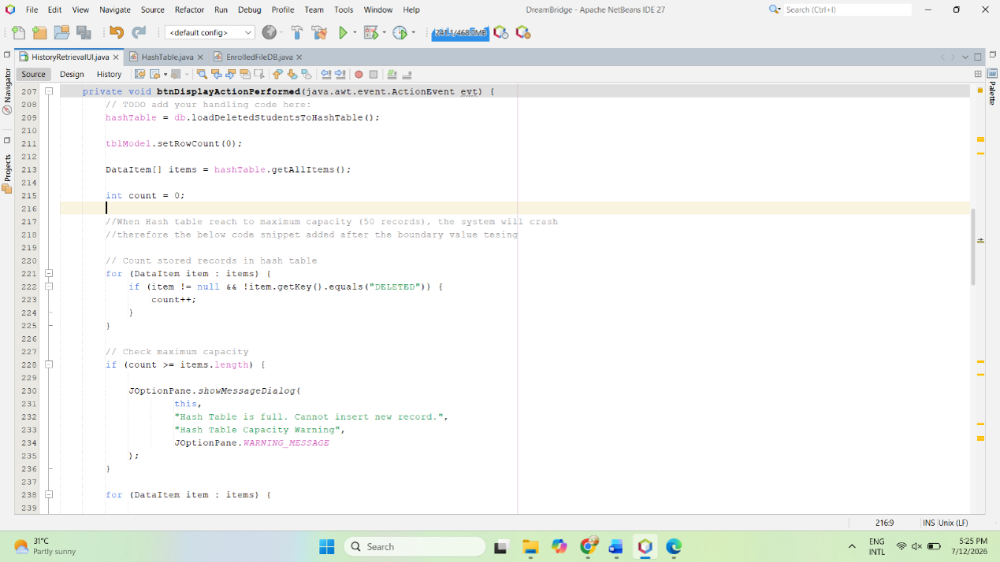 File Edit View Navigate Source Refactor Run Debug Profile Team Tools Window Help DreamBridge - Apache NetBeans IDE 27 Search (Ctrl+I)
<default config> 241.1/468.0MB
HistoryRetrievalUI.java HashTable.java EnrolledFileDB.java
Source Design History
Navigator
Projects
Palette
207 private void btnDisplayActionPerformed(java.awt.event.ActionEvent evt) {
208 // TODO add your handling code here:
209 hashTable = db.loadDeletedStudentsToHashTable();
210
211 tblModel.setRowCount(0);
212
213 DataItem[] items = hashTable.getAllItems();
214
215 int count = 0;
216
217 //When Hash table reach to maximum capacity (50 records), the system will crash
218 //therefore the below code snippet added after the boundary value tesing
219
220 // Count stored records in hash table
221 for (DataItem item : items) {
222 if (item != null && !item.getKey().equals("DELETED")) {
223 count++;
224 }
225 }
226
227 // Check maximum capacity
228 if (count >= items.length) {
229
230 JOptionPane.showMessageDialog(
231 this,
232 "Hash Table is full. Cannot insert new record.",
233 "Hash Table Capacity Warning",
234 JOptionPane.WARNING_MESSAGE
235 );
236 }
237
238 for (DataItem item : items) {
239
216:9 INS Unix (LF)
31°C
Partly sunny
Search
ENG
INTL
5:25 PM
7/12/2026